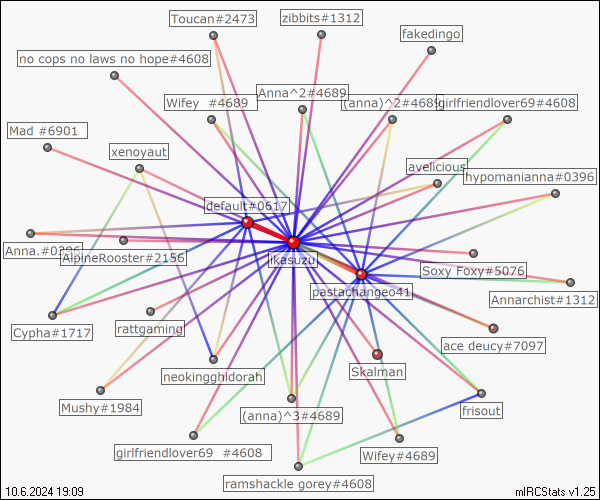 Toucan#2473
zibbits#1312
fakedingo
no cops no laws no hope#4608
Anna^2#4689
Wifey #4689
(anna)^2#4689
girlfriendlover69#4608
Mad #6901
xenoyaut
ayelicious
hypomanianna#0396
default#0617
Anna.#0396
AlpineRooster#2156
ikasuzu
Soxy Foxy#5076
pastachangeo41
Annarchist#1312
Cypha#1717
rattgaming
ace deucy#7097
neokingghidorah
Skalman
Mushy#1984
(anna)^3#4689
frisout
girlfriendlover69 #4608
Wifey#4689
ramshackle gorey#4608
10.6.2024 19:09
mIRCStats v1.25